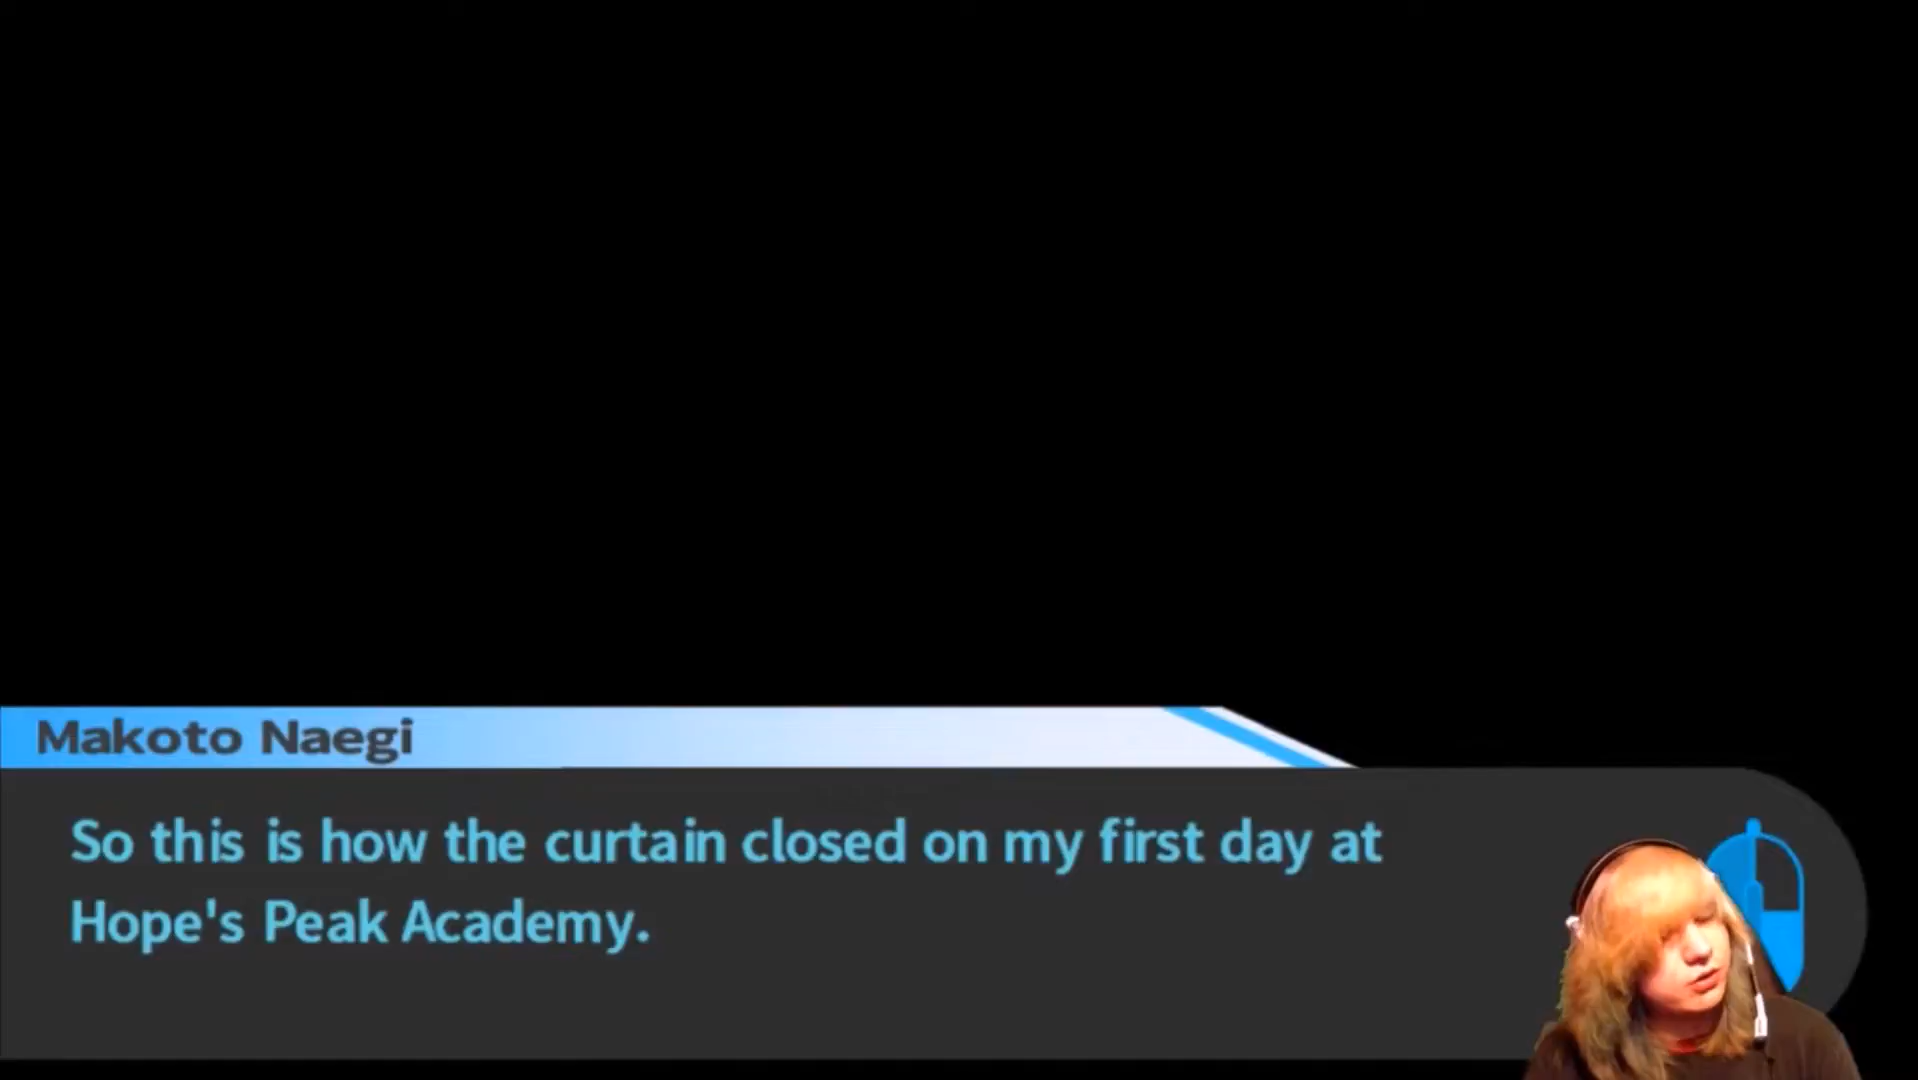 Makoto Naegi
So this is how the curtain closed on my first day at
Hope's Peak Academy.